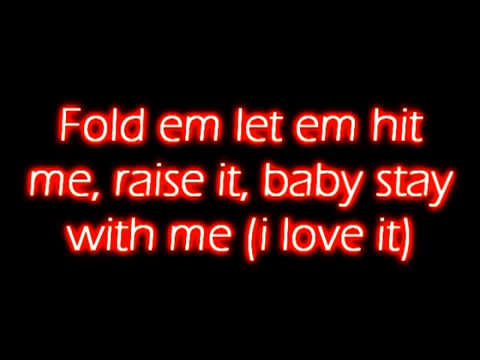 Fold em let em hit
me, raise it, baby stay
with me (i love it)